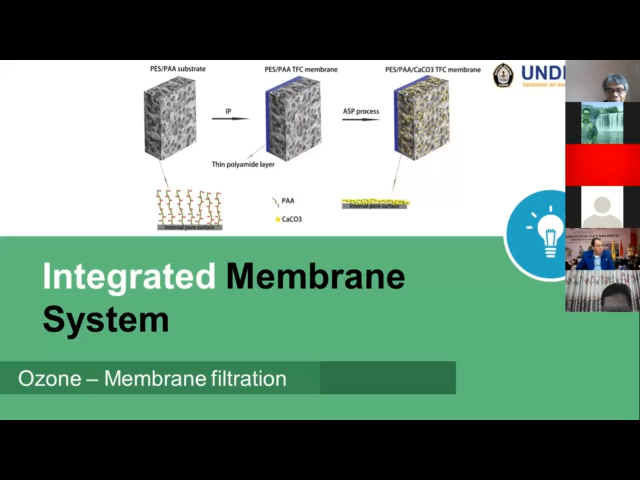 PES/PAA substrate
PES/PAA TFC membrane
PES/PAA/CaCO3 TFC membrane
IP
ASP process
Thin polyamide layer
PAA
CaCO3
Internal pore surface
Internal pore surface
Integrated Membrane
System
Ozone – Membrane filtration